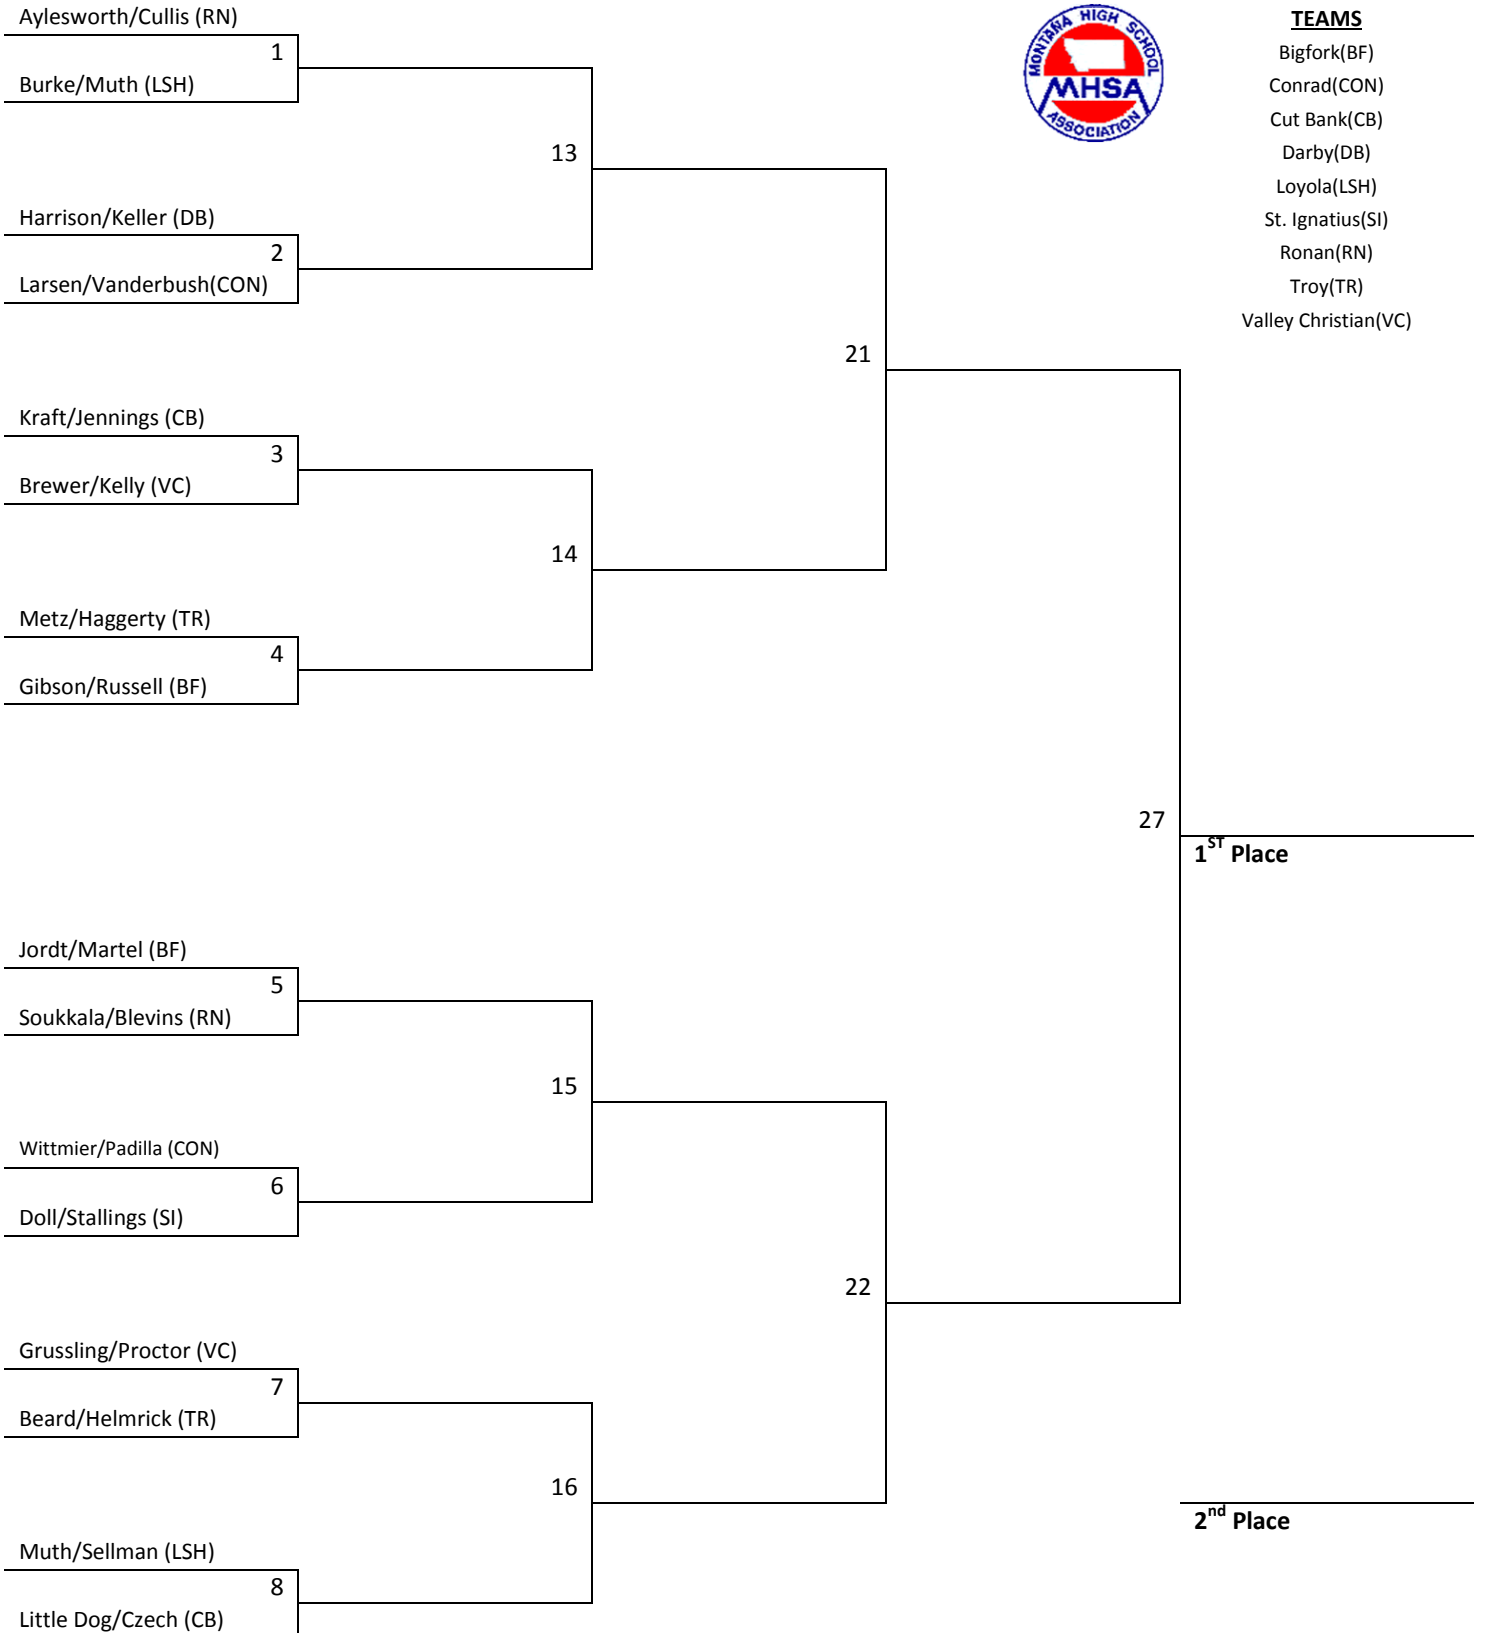 Aylesworth/Cullis (RN)
1
Burke/Muth (LSH)
13
Harrison/Keller (DB)
2
Larsen/Vanderbush(CON)
21
Kraft/Jennings (CB)
3
Brewer/Kelly (VC)
14
Metz/Haggerty (TR)
4
Gibson/Russell (BF)
27
1ST Place
Jordt/Martel (BF)
5
Soukkala/Blevins (RN)
15
Wittmier/Padilla (CON)
6
Doll/Stallings (SI)
22
Grussling/Proctor (VC)
7
Beard/Helmrick (TR)
16
2nd Place
Muth/Sellman (LSH)
8
Little Dog/Czech (CB)
MONTANA HIGH SCHOOL
MHSA
ASSOCIATION
TEAMS
Bigfork(BF)
Conrad(CON)
Cut Bank(CB)
Darby(DB)
Loyola(LSH)
St. Ignatius(SI)
Ronan(RN)
Troy(TR)
Valley Christian(VC)